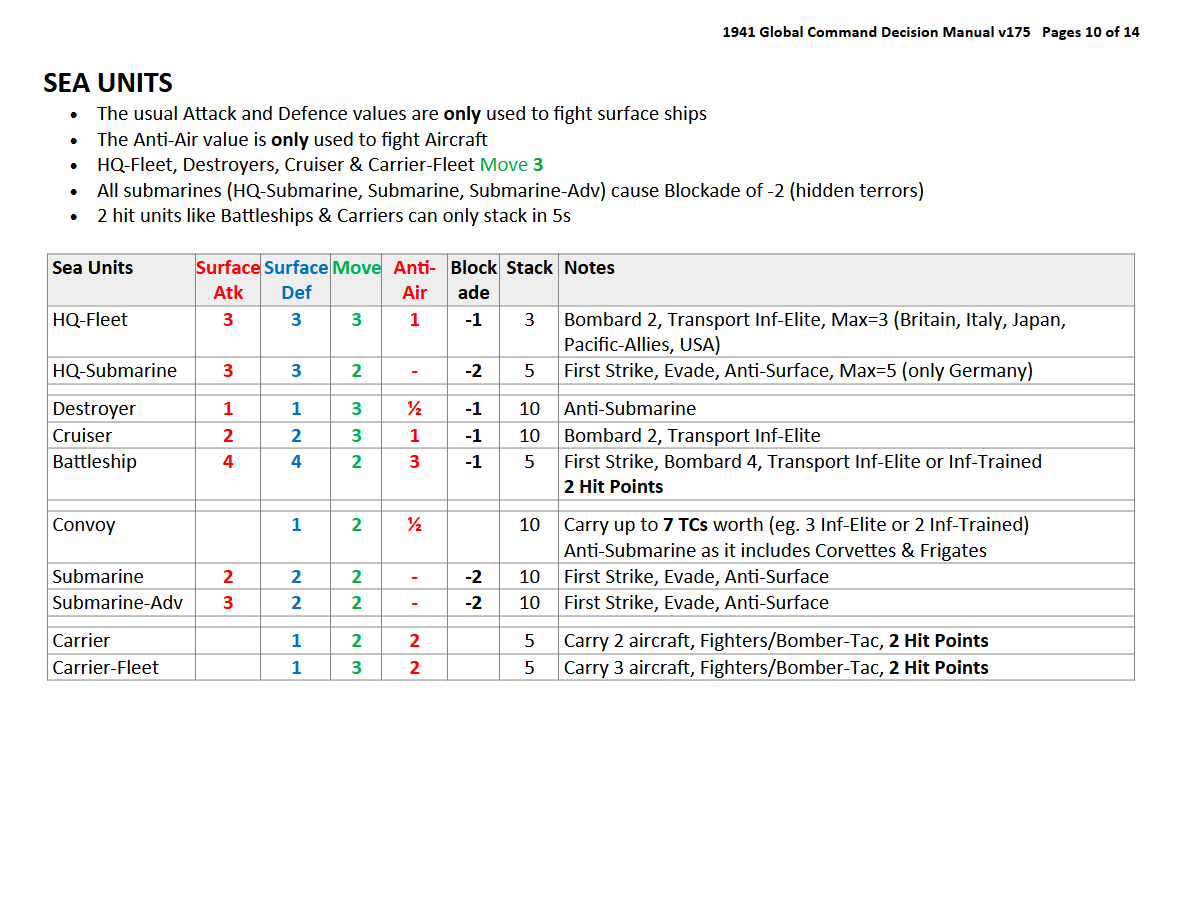 1941 Global Command Decision Manual v175 Pages 10 of 14
SEA UNITS
• The usual Attack and Defence values are only used to fight surface ships
• The Anti-Air value is only used to fight Aircraft
• HQ-Fleet, Destroyers, Cruiser & Carrier-Fleet Move 3
• All submarines (HQ-Submarine, Submarine, Submarine-Adv) cause Blockade of -2 (hidden terrors)
• 2 hit units like Battleships & Carriers can only stack in 5s
Sea Units Surface Surface Move Anti- Block Stack Notes
Atk Def Air ade
HQ-Fleet 3 3 3 1 -1 3 Bombard 2, Transport Inf-Elite, Max=3 (Britain, Italy, Japan,
Pacific-Allies, USA)
HQ-Submarine 3 3 2 - -2 5 First Strike, Evade, Anti-Surface, Max=5 (only Germany)
Destroyer 1 1 3 ½ -1 10 Anti-Submarine
Cruiser 2 2 3 1 -1 10 Bombard 2, Transport Inf-Elite
Battleship 4 4 2 3 -1 5 First Strike, Bombard 4, Transport Inf-Elite or Inf-Trained
2 Hit Points
Convoy 1 2 ½ 10 Carry up to 7 TCs worth (eg. 3 Inf-Elite or 2 Inf-Trained)
Anti-Submarine as it includes Corvettes & Frigates
Submarine 2 2 2 - -2 10 First Strike, Evade, Anti-Surface
Submarine-Adv 3 2 2 - -2 10 First Strike, Evade, Anti-Surface
Carrier 1 2 2 5 Carry 2 aircraft, Fighters/Bomber-Tac, 2 Hit Points
Carrier-Fleet 1 3 2 5 Carry 3 aircraft, Fighters/Bomber-Tac, 2 Hit Points